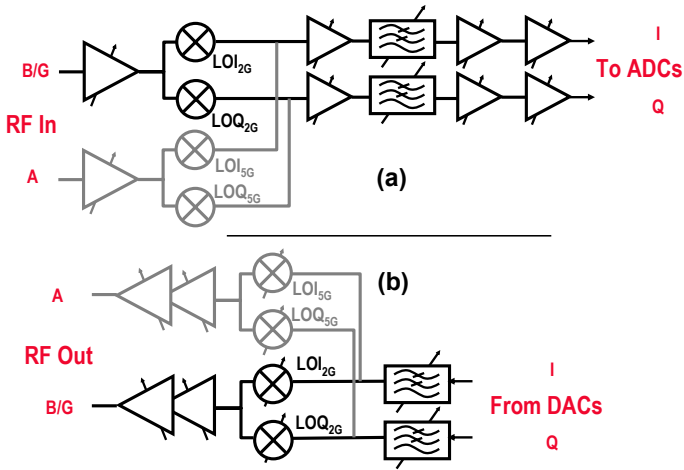 I
B/G
LOI2G
To ADCs
LOQ2G
Q
RF In
LOI5G
A
LOQ5G
(a)
(b)
A
LOI5G
LOQ5G
RF Out
LOI2G
I
From DACs
B/G
LOQ2G
Q